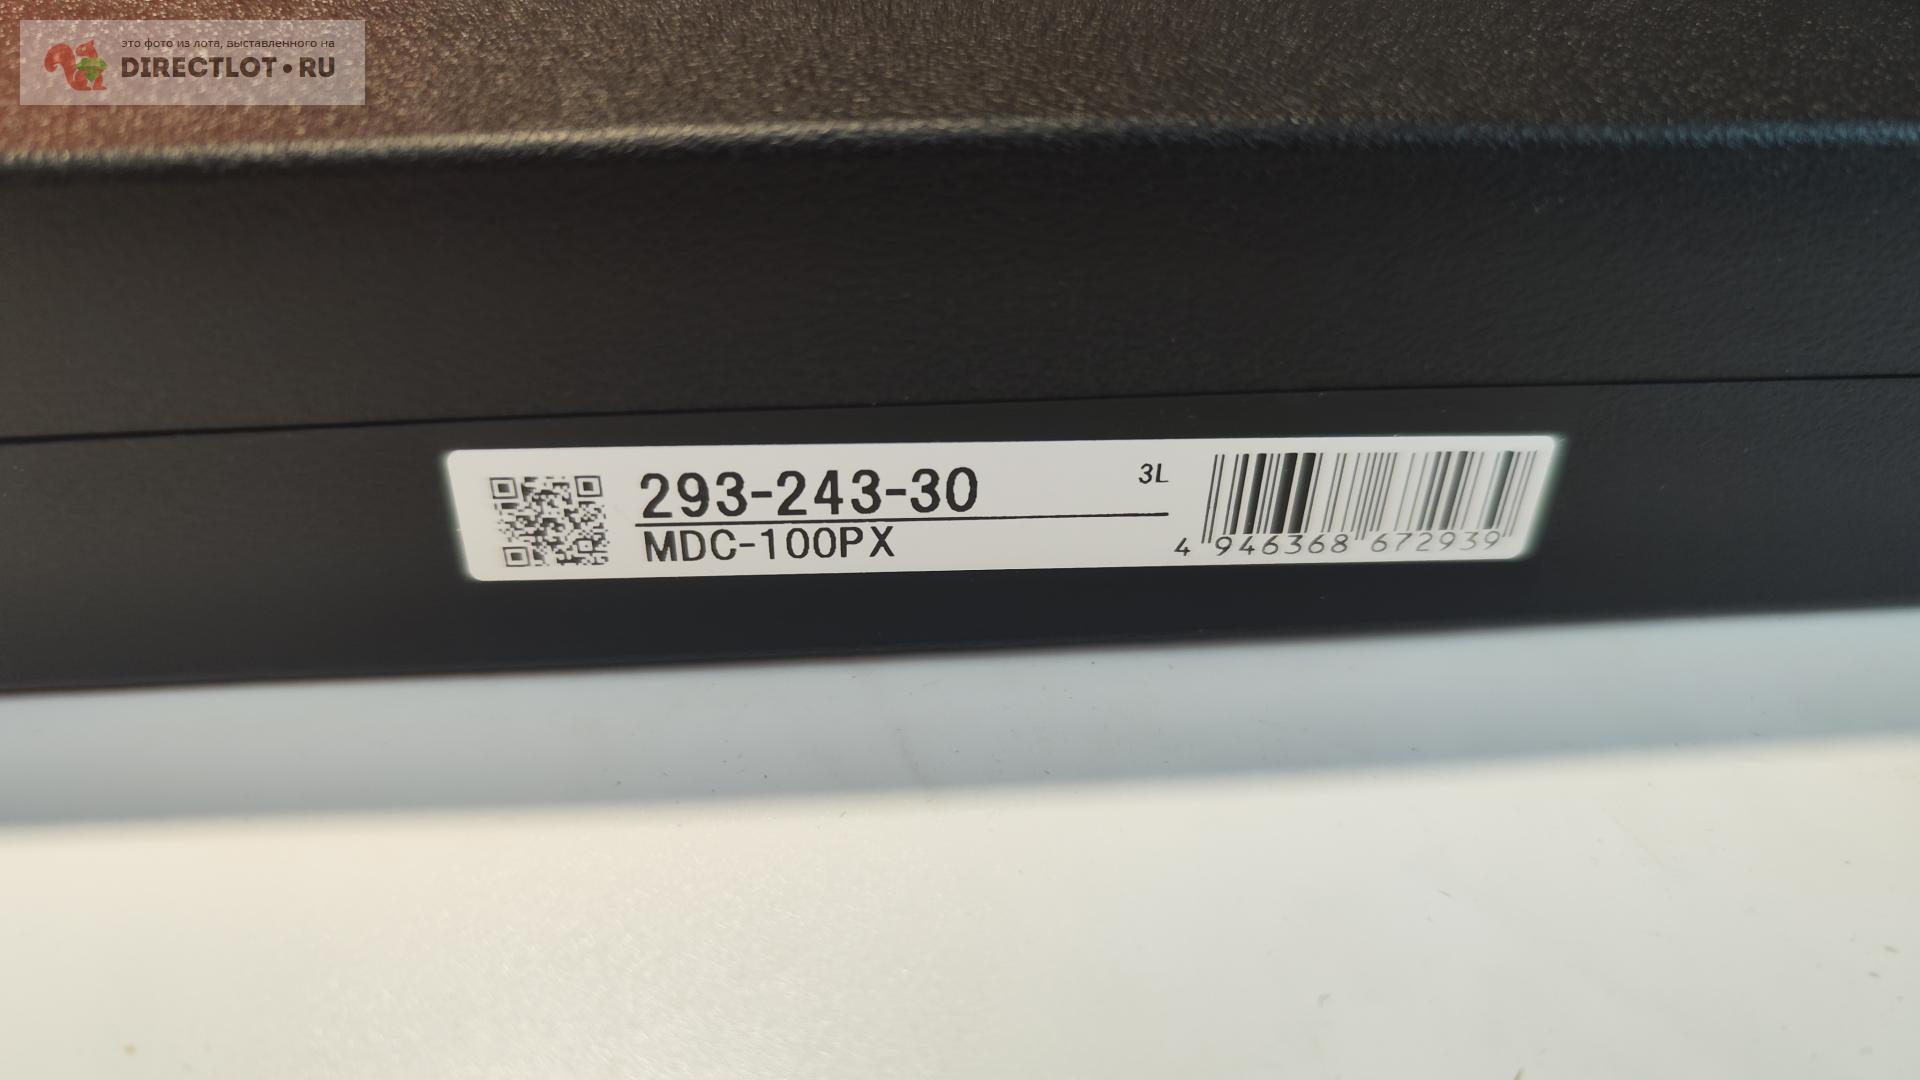 это фото из лота, выставленного на
DIRECTLOT•RU
293-243-30
3L
MDC-100PX
4 946368 672939